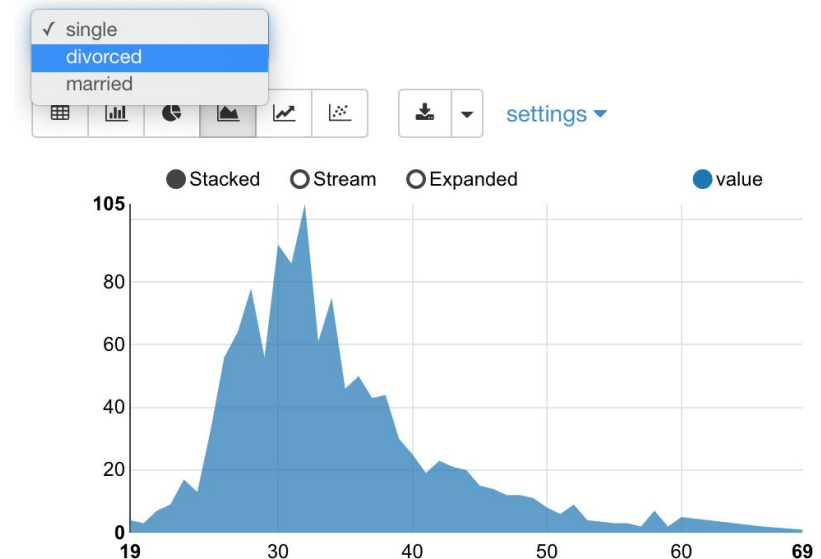 ✓ single
divorced
married
settings
Stacked Stream Expanded value
105
80
60
40
20
0
19 30 40 50 60 69